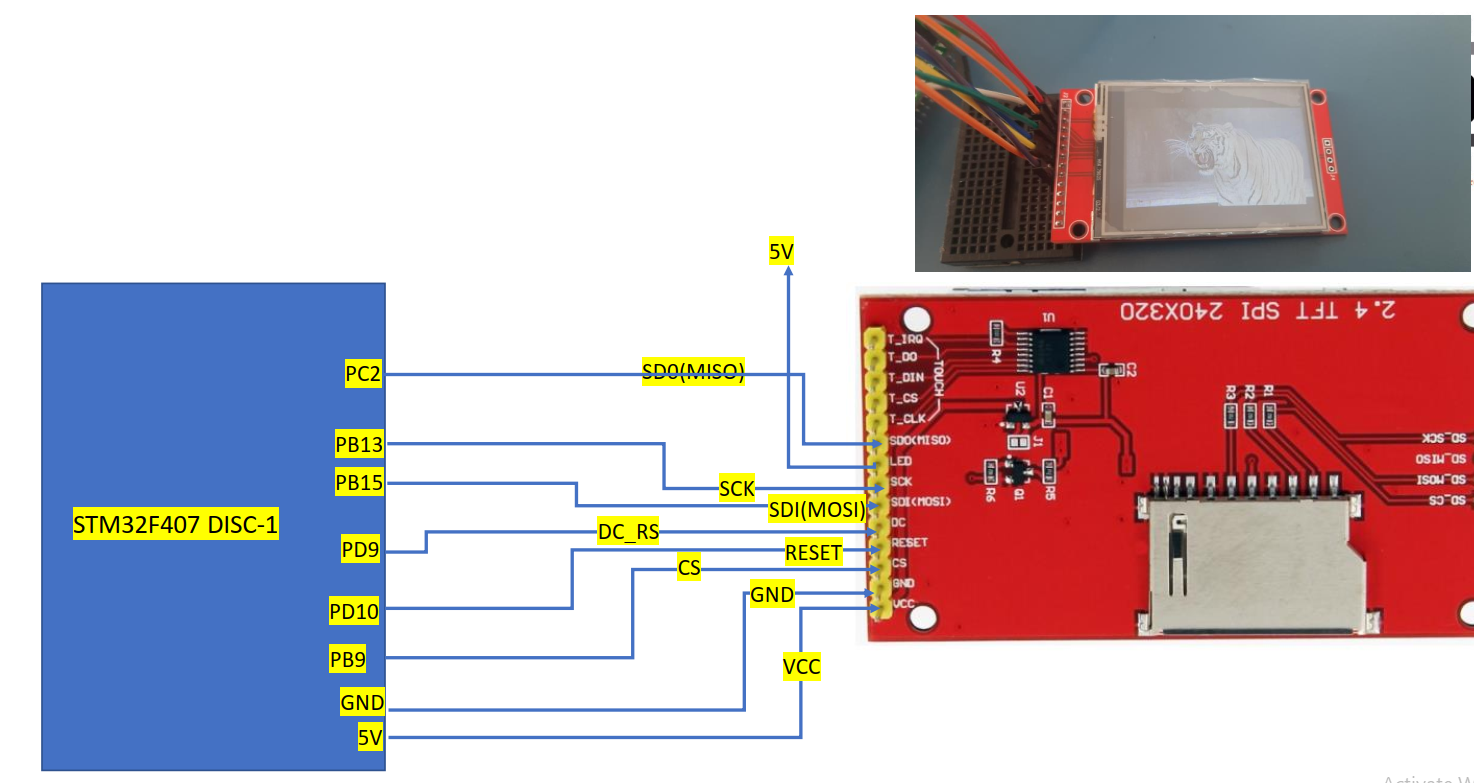 5V
2.4 TFT SPI 240X320
U1
T_IRQ
T_DO
T_DIN
T_CS
T_CLK
TOUCH
SDO(MISO)
LED
SCK
SDI(MOSI)
DC
RESET
CS
GND
VCC
R4
C2
U2
C1
J1
R6
Q1
R5
R3
R2
R1
SD_SCK
SD_MISO
SD_MOSI
SD_CS
PC2
SD0(MISO)
PB13
PB15
SCK
SDI(MOSI)
STM32F407 DISC-1
DC_RS
PD9
RESET
CS
GND
PD10
PB9
VCC
GND
5V